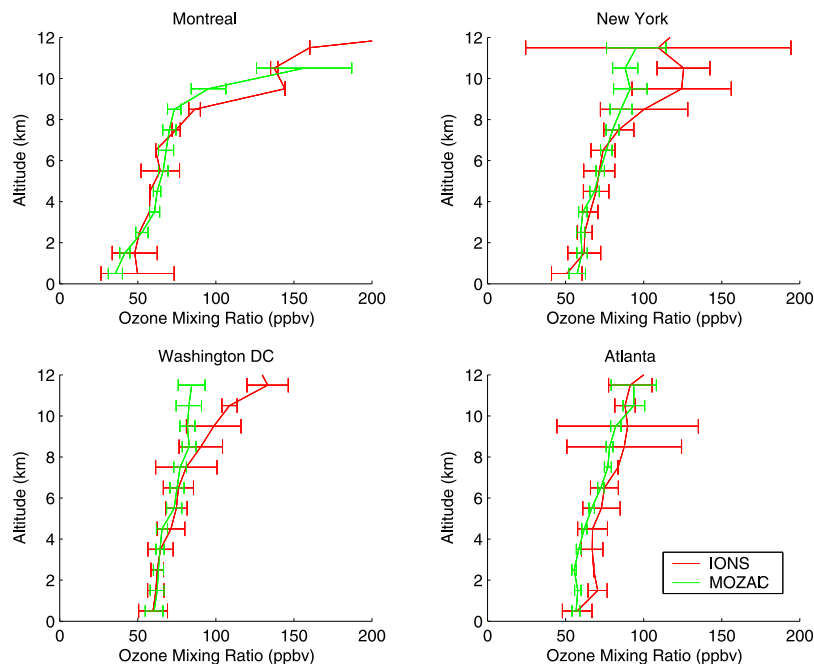 Montreal
12
10
8
6
4
2
0
Altitude (km)
0 50 100 150 200
Ozone Mixing Ratio (ppbv)
New York
12
10
8
6
4
2
0
Altitude (km)
0 50 100 150 200
Ozone Mixing Ratio (ppbv)
Washington DC
12
10
8
6
4
2
0
Altitude (km)
0 50 100 150 200
Ozone Mixing Ratio (ppbv)
Atlanta
12
10
8
6
4
2
0
Altitude (km)
IONS
MOZAIC
0 50 100 150 200
Ozone Mixing Ratio (ppbv)